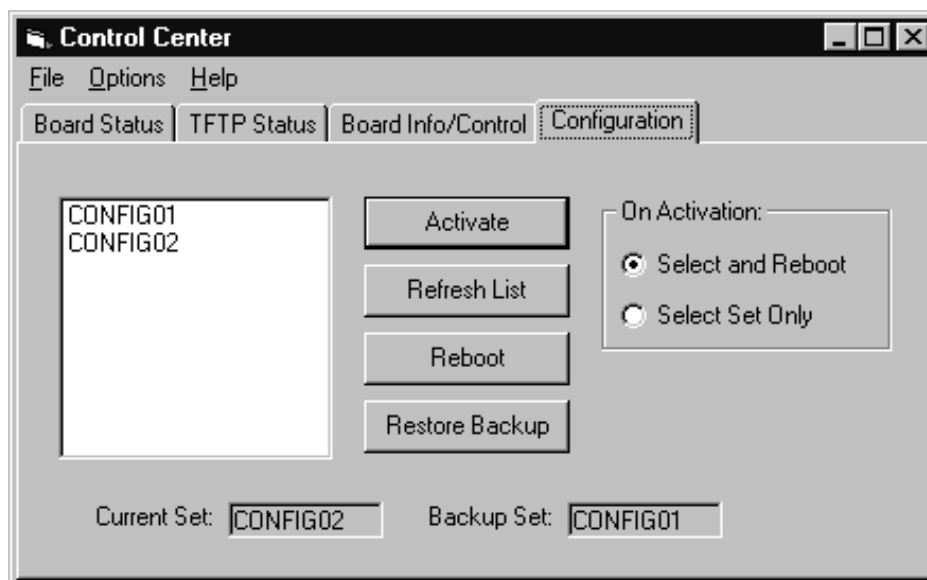 Control Center
File Options Help
Board Status TFTP Status Board Info/Control Configuration
CONFIG01
CONFIG02
Activate
Refresh List
Reboot
Restore Backup
On Activation:
Select and Reboot
Select Set Only
Current Set: CONFIG02 Backup Set: CONFIG01